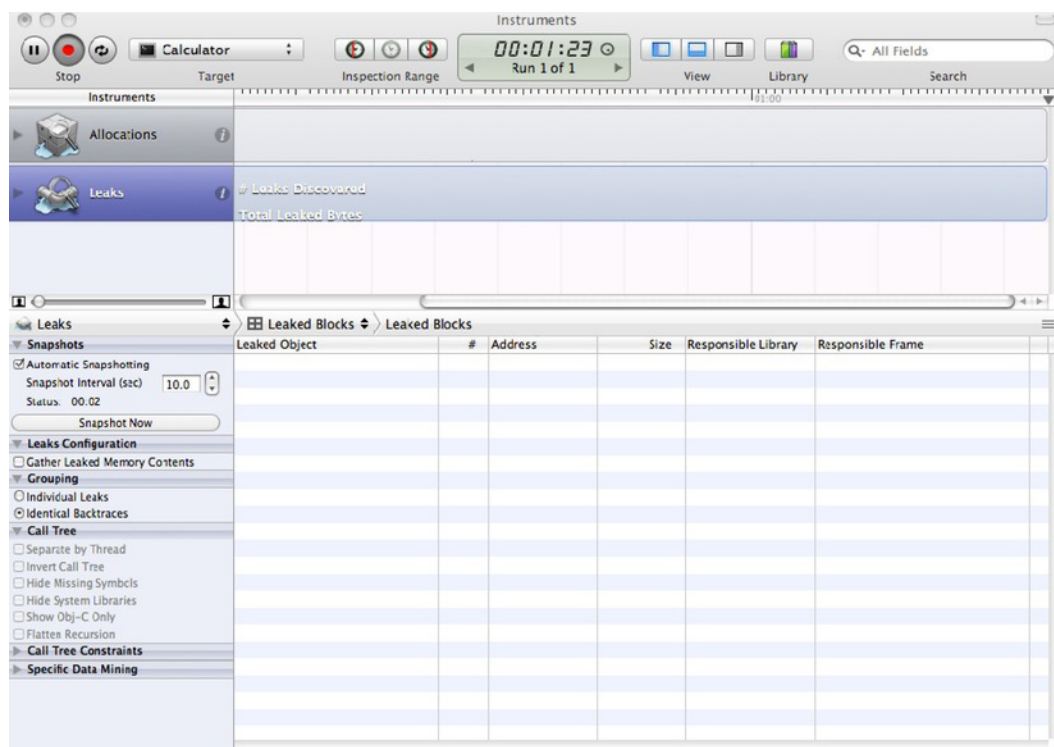 Instruments
Calculator
00:01:23
Run 1 of 1
All Fields
Stop
Target
Inspection Range
View
Library
Search
Instruments
01:00
Allocations
Leaks
# Leaks Discovered
Total Leaked Bytes
Leaks
Leaked Blocks
Leaked Blocks
Snapshots
Leaked Object
#
Address
Size
Responsible Library
Responsible Frame
Automatic Snapshotting
Snapshot Interval (sec) 10.0
Status: 00:02
Snapshot Now
Leaks Configuration
Gather Leaked Memory Contents
Grouping
Individual Leaks
Identical Backtraces
Call Tree
Separate by Thread
Invert Call Tree
Hide Missing Symbols
Hide System Libraries
Show Obj-C Only
Flatten Recursion
Call Tree Constraints
Specific Data Mining